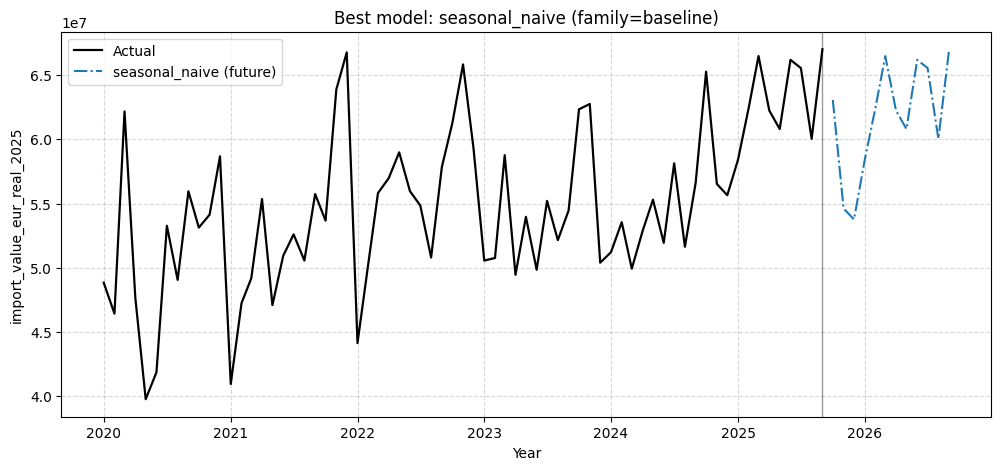 Best model: seasonal_naive (family=baseline)
1e7
Actual
seasonal_naive (future)
6.5
6.0
5.5
5.0
4.5
4.0
import_value_eur_real_2025
2020 2021 2022 2023 2024 2025 2026
Year